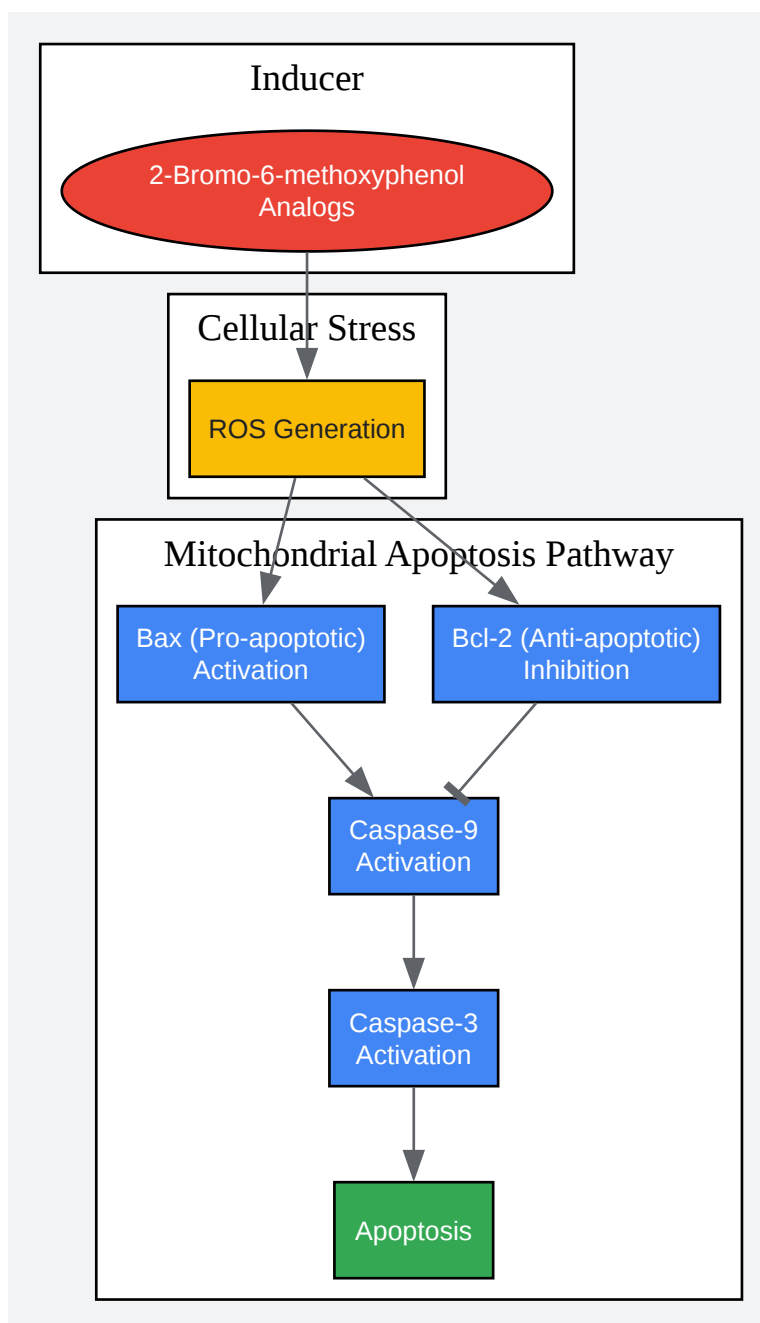 Inducer
2-Bromo-6-methoxyphenol
Analogs
Cellular Stress
ROS Generation
Mitochondrial Apoptosis Pathway
Bax (Pro-apoptotic)
Activation
Bcl-2 (Anti-apoptotic)
Inhibition
Caspase-9
Activation
Caspase-3
Activation
Apoptosis